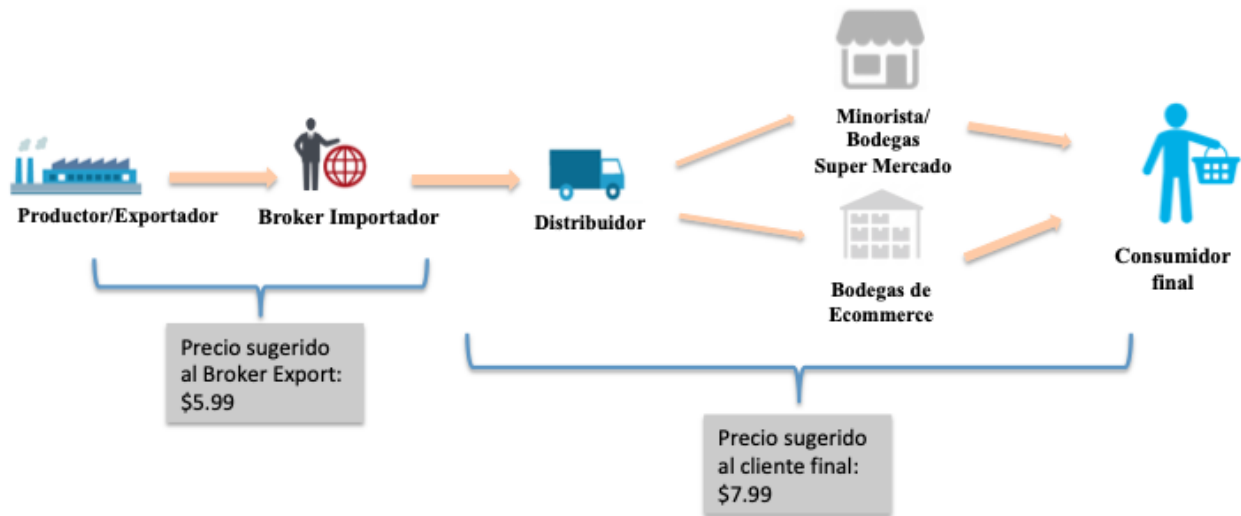 Productor/Exportador
Broker Importador
Distribuidor
Minorista/
Bodegas
Super Mercado
Bodegas de
Ecommerce
Consumidor
final
Precio sugerido
al Broker Export:
$5.99
Precio sugerido
al cliente final:
$7.99